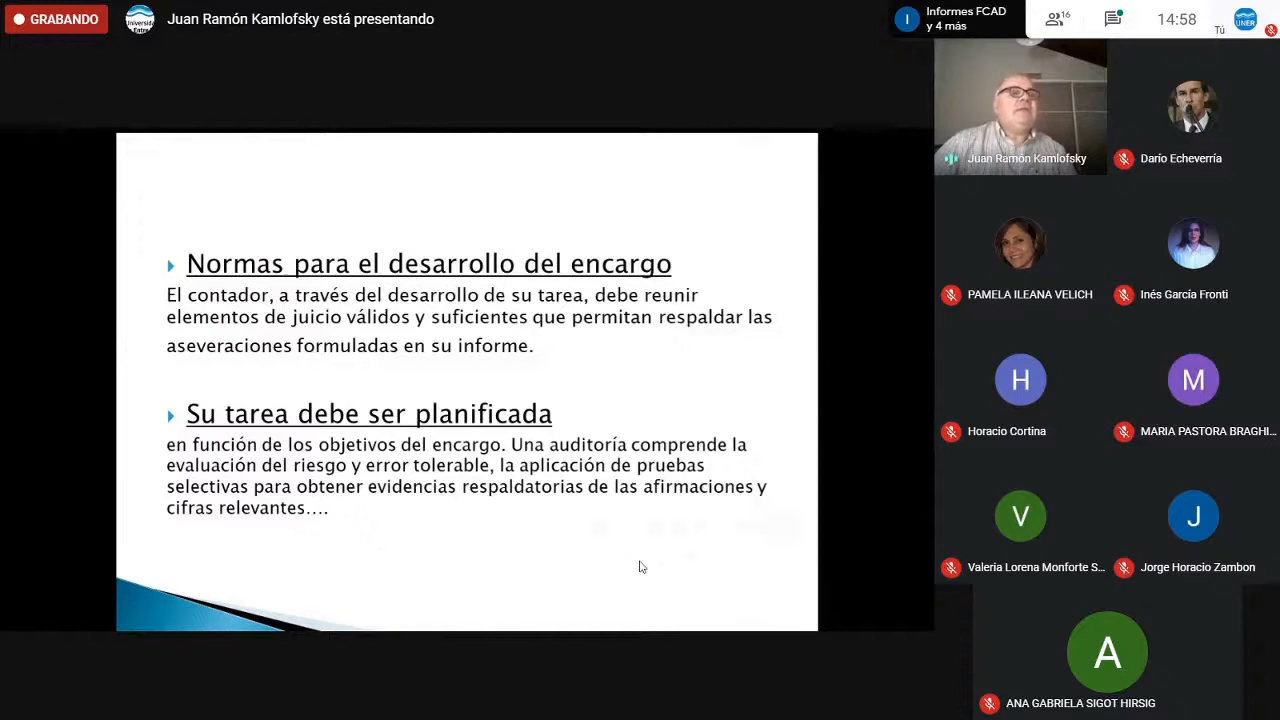 GRABANDO
Juan Ramón Kamlofsky está presentando
I
Informes FCAD
y 4 más
16
14:58
Tú
UNER
Normas para el desarrollo del encargo
El contador, a través del desarrollo de su tarea, debe reunir
elementos de juicio válidos y suficientes que permitan respaldar las
aseveraciones formuladas en su informe.
Su tarea debe ser planificada
en función de los objetivos del encargo. Una auditoría comprende la
evaluación del riesgo y error tolerable, la aplicación de pruebas
selectivas para obtener evidencias respaldatorias de las afirmaciones y
cifras relevantes....
Juan Ramón Kamlofsky
Darío Echeverría
PAMELA ILEANA VELICH
Inés García Fronti
H
M
Horacio Cortina
MARIA PASTORA BRAGHI...
V
J
Valeria Lorena Monforte S...
Jorge Horacio Zambon
A
ANA GABRIELA SIGOT HIRSIG